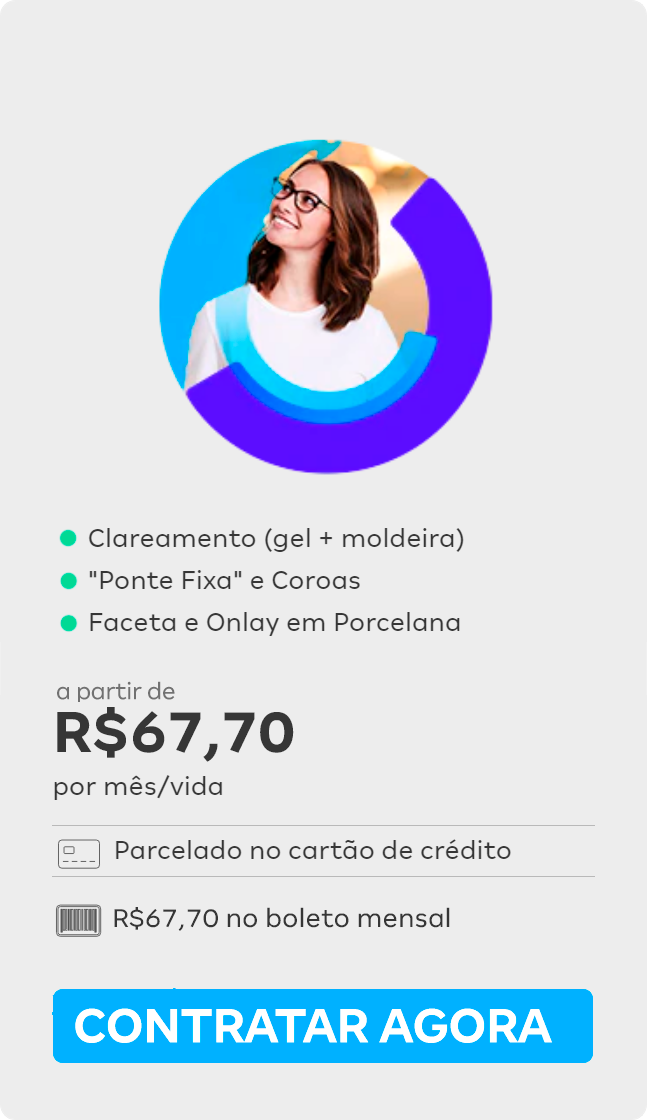 Clareamento (gel + moldeira)
"Ponte Fixa" e Coroas
Faceta e Onlay em Porcelana
a partir de
R$67,70
por mês/vida
Parcelado no cartão de crédito
R$67,70 no boleto mensal
CONTRATAR AGORA